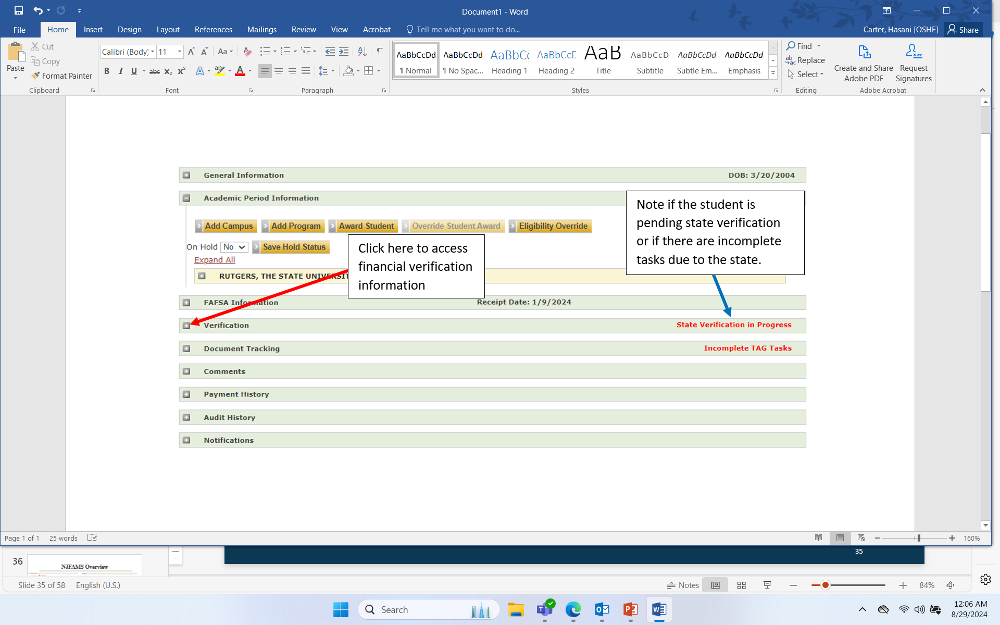 Document1 - Word
File
Home
Insert
Design
Layout
References
Mailings
Review
View
Acrobat
Tell me what you want to do...
Carter, Hasani [OSHE]
Share
Paste
Cut
Copy
Format Painter
Clipboard
Calibri (Body)
11
Font
Paragraph
AaBbCcDd
¶ Normal
AaBbCcDd
¶ No Spac...
AaBbCc
Heading 1
AaBbCcD
Heading 2
AaB
Title
AaBbCcD
Subtitle
AaBbCcDd
Subtle Em...
AaBbCcDd
Emphasis
Styles
Find
Replace
Select
Editing
Create and Share
Adobe PDF
Request
Signatures
Adobe Acrobat
General Information
DOB: 3/20/2004
Academic Period Information
Add Campus
Add Program
Award Student
Override Student Award
Eligibility Override
On Hold
No
Save Hold Status
Expand All
RUTGERS, THE STATE UNIVERSIT
Click here to access
financial verification
information
Note if the student is
pending state verification
or if there are incomplete
tasks due to the state.
FAFSA Information
Receipt Date: 1/9/2024
Verification
State Verification in Progress
Document Tracking
Incomplete TAG Tasks
Comments
Payment History
Audit History
Notifications
Page 1 of 1
25 words
160%
36
NJFAMS Overview
35
Slide 35 of 58
English (U.S.)
Notes
84%
Search
12:06 AM
8/29/2024